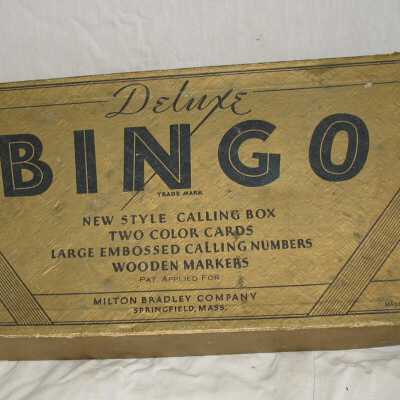 Deluxe
BINGO
TRADE MARK
NEW STYLE CALLING BOX
TWO COLOR CARDS
LARGE EMBOSSED CALLING NUMBERS
WOODEN MARKERS
PAT. APPLIED FOR
MILTON BRADLEY COMPANY
SPRINGFIELD, MASS.